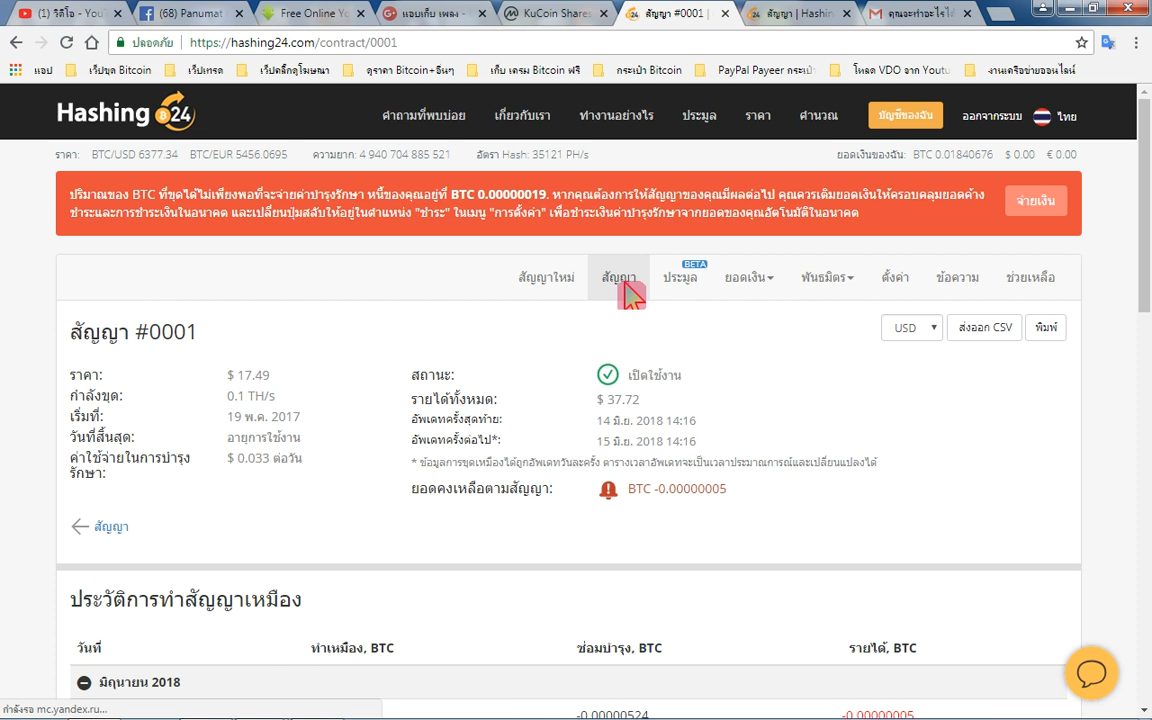 (1) วิดีโอ - You
(68) Panumat
Free Online Yo
แอบเก็บ เพลง -
KuCoin Shares
สัญญา #0001 |
สัญญา | Hashin
คุณจะทำอะไรได้
ปลอดภัย
https://hashing24.com/contract/0001
แอป
เว็ปขุด Bitcoin
เว็ปเทรด
เว็ปคลิ๊กดูโฆษณา
ดูราคา Bitcoin+อื่นๆ
เก็บ เครม Bitcoin ฟรี
กระเป๋า Bitcoin
PayPal Payeer กระเป๋
โหลด VDO จาก Youtu
งานเครือข่ายออนไลน์
Hashing 24
คำถามที่พบบ่อย
เกี่ยวกับเรา
ทำงานอย่างไร
ประมูล
ราคา
คำนวณ
บัญชีของฉัน
ออกจากระบบ
ไทย
ราคา: BTC/USD 6377.34 BTC/EUR 5456.0695 ความยาก: 4 940 704 885 521 อัตรา Hash: 35121 PH/s
ยอดเงินของฉัน: BTC 0.01840676 $ 0.00 € 0.00
ปริมาณของ BTC ที่ขุดได้ไม่เพียงพอที่จะจ่ายค่าบำรุงรักษา หนี้ของคุณอยู่ที่ BTC 0.00000019. หากคุณต้องการให้สัญญาของคุณมีผลต่อไป คุณควรเติมยอดเงินให้ครอบคลุมยอดค้าง
ชำระและการชำระเงินในอนาคต และเปลี่ยนปุ่มสลับให้อยู่ในตำแหน่ง "ชำระ" ในเมนู "การตั้งค่า" เพื่อชำระเงินค่าบำรุงรักษาจากยอดของคุณอัตโนมัติในอนาคต
จ่ายเงิน
สัญญาใหม่
สัญญา
BETA
ประมูล
ยอดเงิน
พันธมิตร
ตั้งค่า
ข้อความ
ช่วยเหลือ
สัญญา #0001
USD
ส่งออก CSV
พิมพ์
ราคา: $ 17.49
กำลังขุด: 0.1 TH/s
เริ่มที่: 19 พ.ค. 2017
วันที่สิ้นสุด: อายุการใช้งาน
ค่าใช้จ่ายในการบำรุง $ 0.033 ต่อวัน
รักษา:
สถานะ: เปิดใช้งาน
รายได้ทั้งหมด: $ 37.72
อัพเดทครั้งสุดท้าย: 14 มิ.ย. 2018 14:16
อัพเดทครั้งต่อไป*: 15 มิ.ย. 2018 14:16
* ข้อมูลการขุดเหมืองได้ถูกอัพเดทวันละครั้ง ตารางเวลาอัพเดทจะเป็นเวลาประมาณการณ์และเปลี่ยนแปลงได้
ยอดคงเหลือตามสัญญา: BTC -0.00000005
สัญญา
ประวัติการทำสัญญาเหมือง
วันที่ ทำเหมือง, BTC ซ่อมบำรุง, BTC รายได้, BTC
มิถุนายน 2018
-0.00000524 -0.00000005
กำลังรอ mc.yandex.ru...